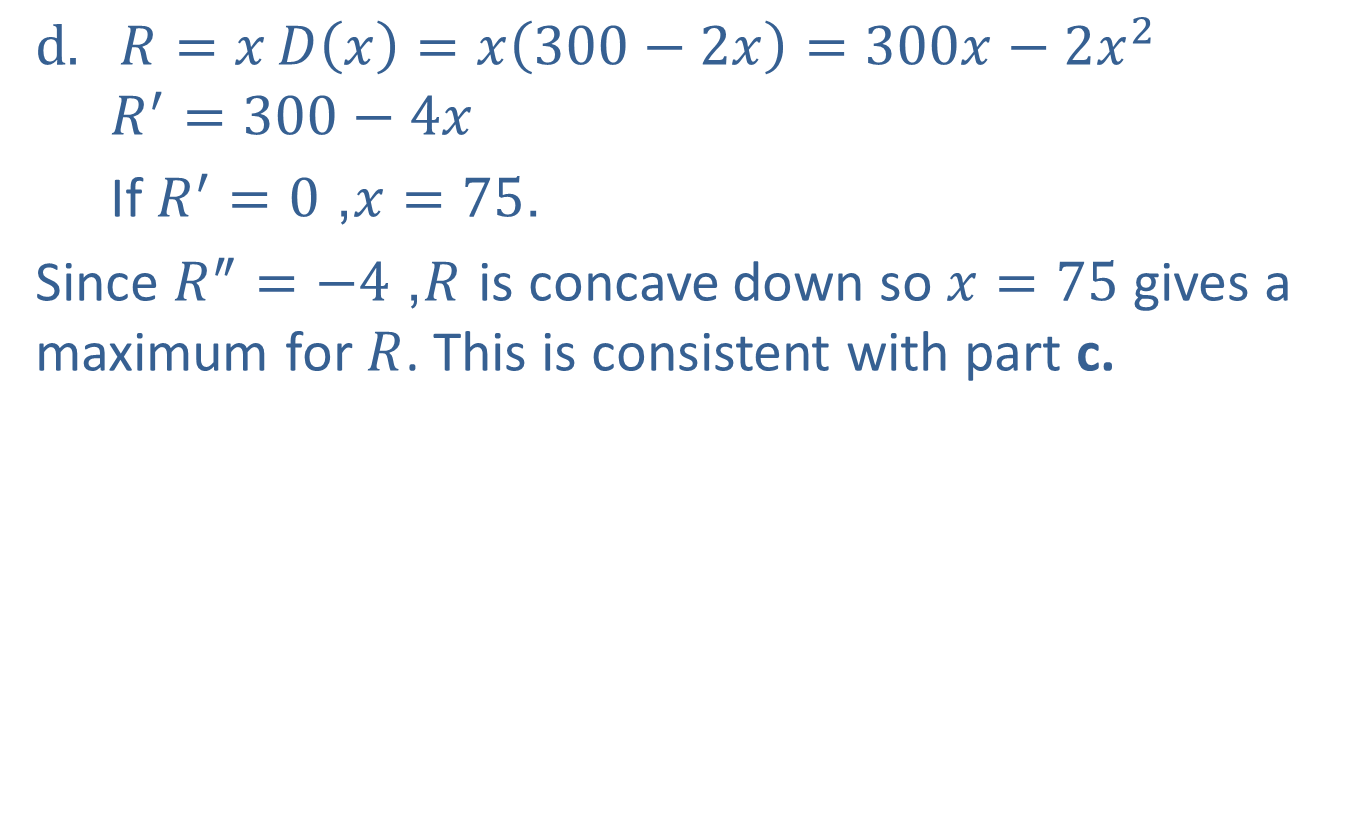 d. R = x D(x) = x(300 − 2x) = 300x − 2x²
R′ = 300 − 4x
If R′ = 0 ,x = 75.
Since R″ = −4 ,R is concave down so x = 75 gives a
maximum for R. This is consistent with part c.